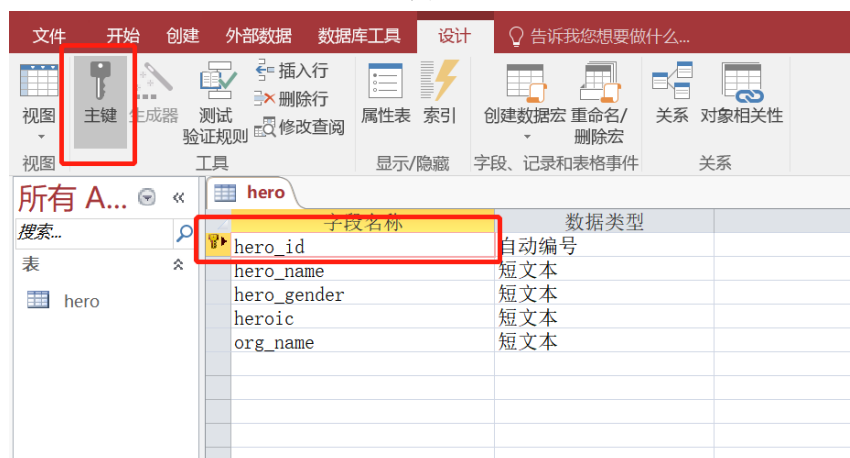 文件 开始 创建 外部数据 数据库工具 设计 告诉我您想要做什么...
视图 主键 生成器 测试验证规则 插入行 删除行 修改查阅 属性表 索引 创建数据宏 重命名/删除宏 关系 对象相关性
视图 工具 显示/隐藏 字段、记录和表格事件 关系
所有 A... « hero
搜索...
表
hero
字段名称 数据类型
hero_id 自动编号
hero_name 短文本
hero_gender 短文本
heroic 短文本
org_name 短文本